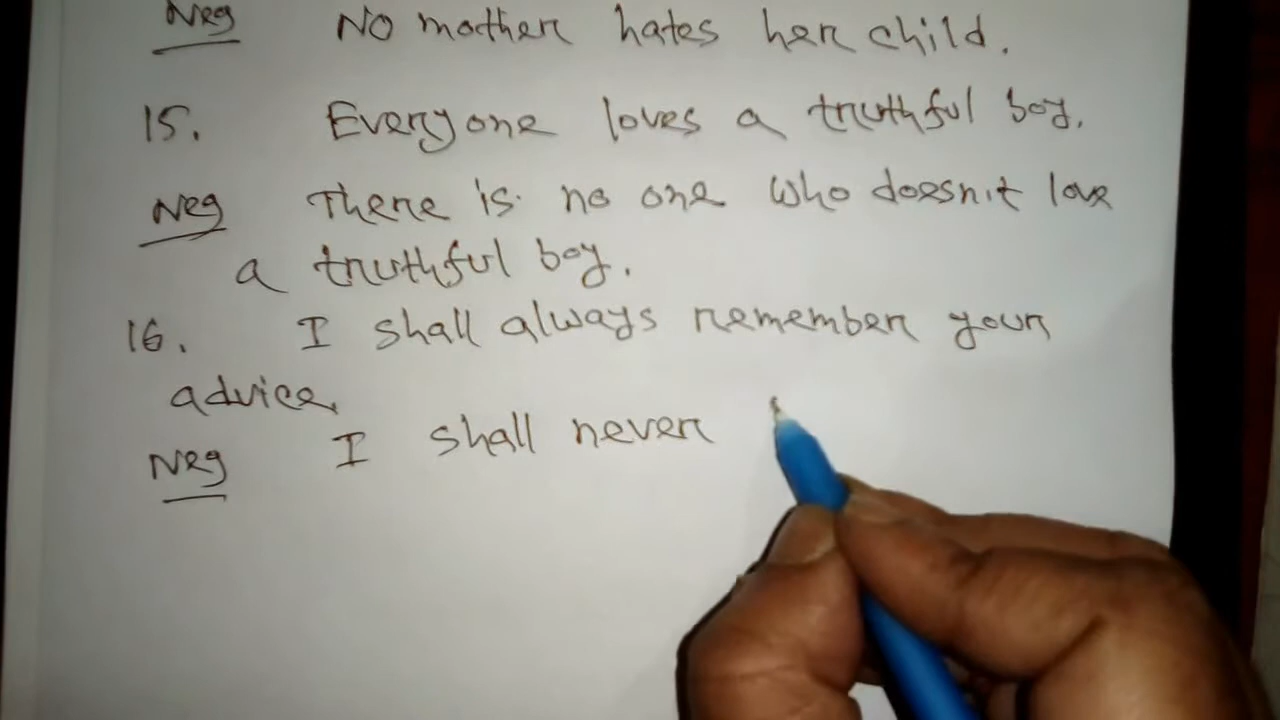 Neg No mother hates her child.
15. Everyone loves a truthful boy.
Neg There is no one who doesn't love
a truthful boy.
16. I shall always remember your
advice.
Neg I shall never